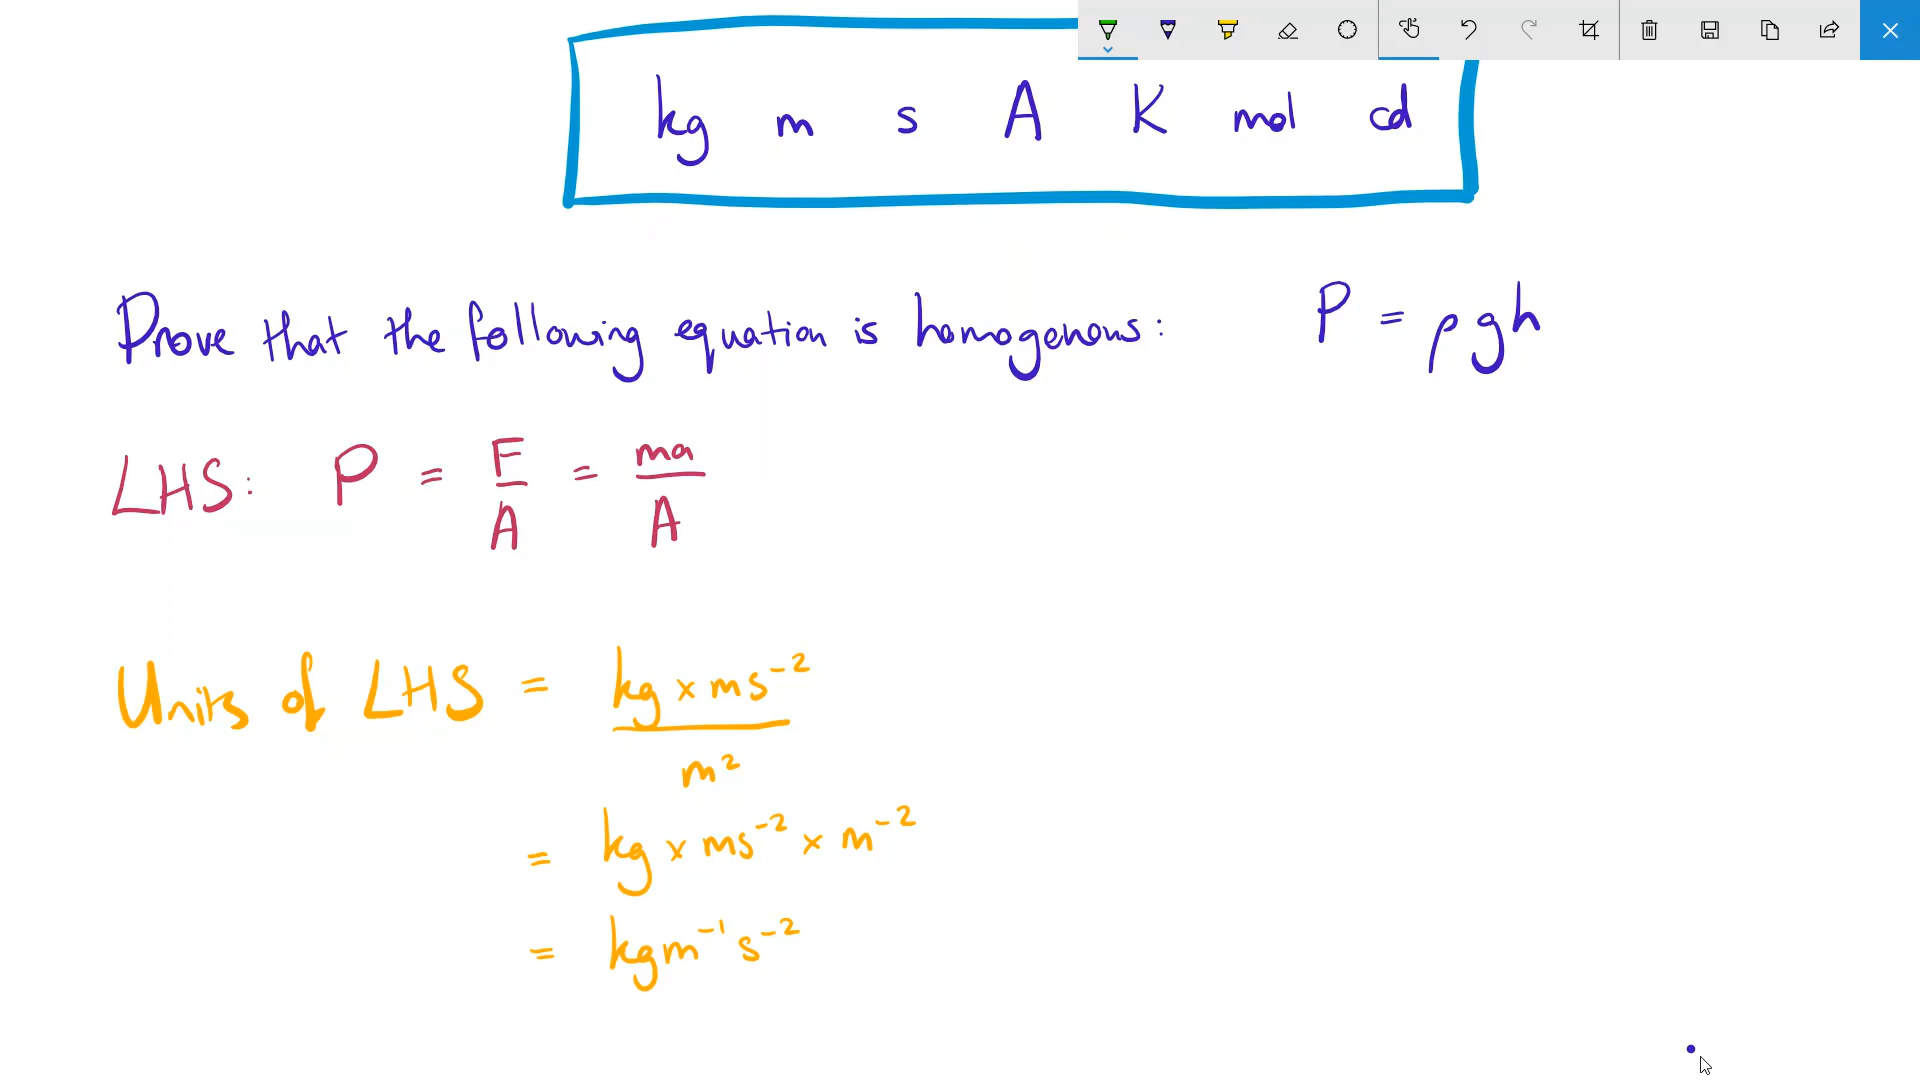 kg m s A K mol cd
Prove that the following equation is homogenous: P = ρgh
LHS: P = F/A = ma/A
Units of LHS = kg × ms⁻² / m²
= kg × ms⁻² × m⁻²
= kgm⁻¹s⁻²